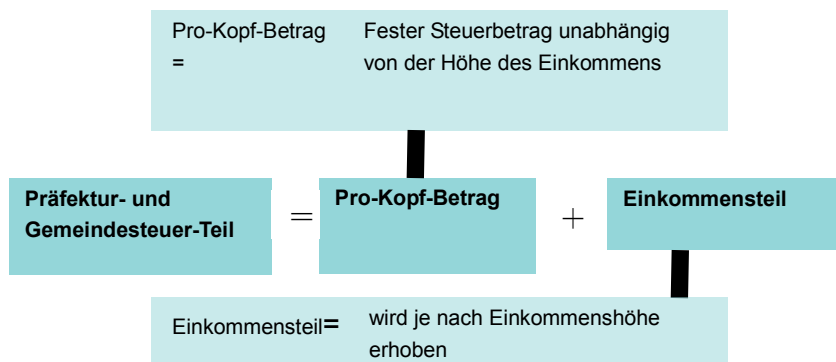 Pro-Kopf-Betrag Fester Steuerbetrag unabhängig
= von der Höhe des Einkommens
Präfektur- und
Gemeindesteuer-Teil = Pro-Kopf-Betrag + Einkommensteil
Einkommensteil= wird je nach Einkommenshöhe
erhoben